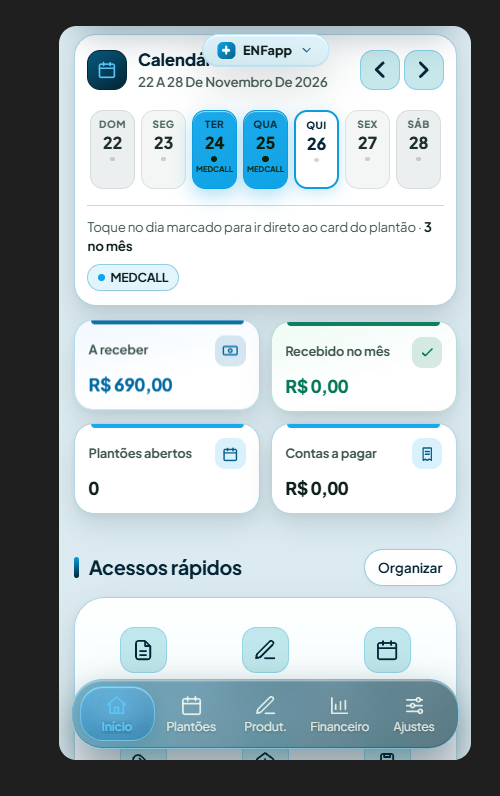 ENFapp
22 A 28 De Novembro De 2026
DOM SEG TER QUA QUI SEX SÁB
22 23 24 25 26 27 28
MEDCALL MEDCALL
Toque no dia marcado para ir direto ao card do plantão · 3
no mês
MEDCALL
A receber
R$ 690,00
Recebido no mês
R$ 0,00
Plantões abertos
0
Contas a pagar
R$ 0,00
Acessos rápidos
Organizar
Início Plantões Produt. Financeiro Ajustes